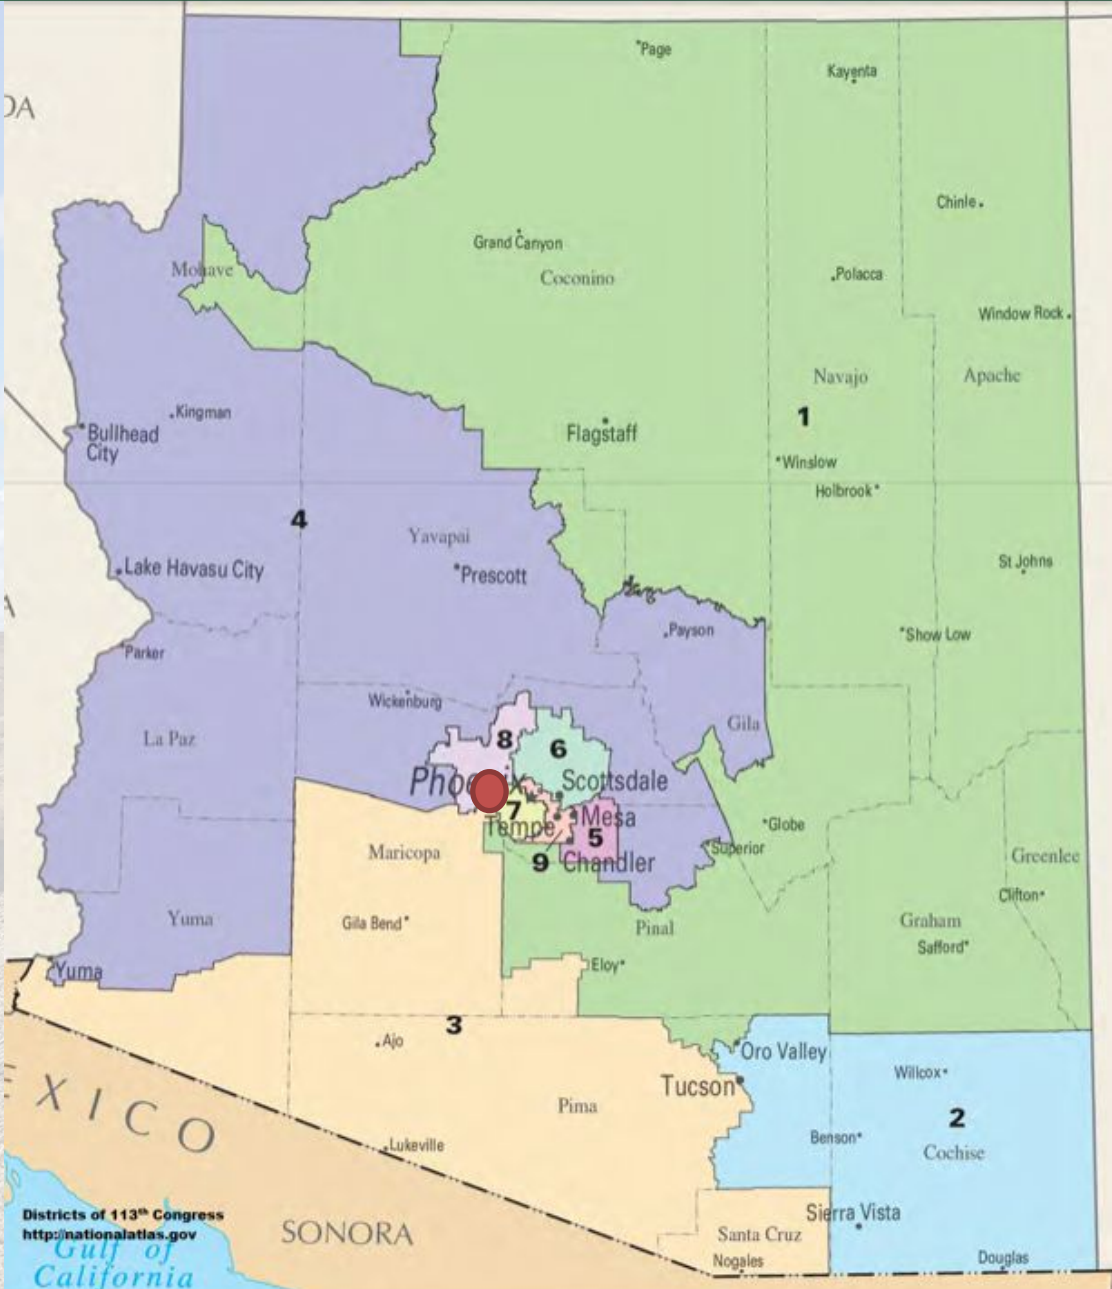 DA
Page
Kayenta
Chinle
Grand Canyon
Mohave
Coconino
Polacca
Window Rock
Navajo
Apache
Kingman
1
Bullhead
City
Flagstaff
Winslow
Holbrook
4
Yavapai
Lake Havasu City
Prescott
St Johns
A
Payson
Show Low
Parker
Wickenburg
La Paz
Gila
8
6
Phoenix
Scottsdale
7
Tempe
Mesa
5
Globe
Superior
Maricopa
9
Chandler
Greenlee
Clifton
Yuma
Gila Bend
Pinal
Graham
Safford
Yuma
Eloy
3
Ajo
Oro Valley
Willcox
Tucson
EXICO
Pima
2
Benson
Cochise
Lukeville
Districts of 113th Congress
http://nationalatlas.gov
Sierra Vista
SONORA
Santa Cruz
Gulf of
California
Nogales
Douglas